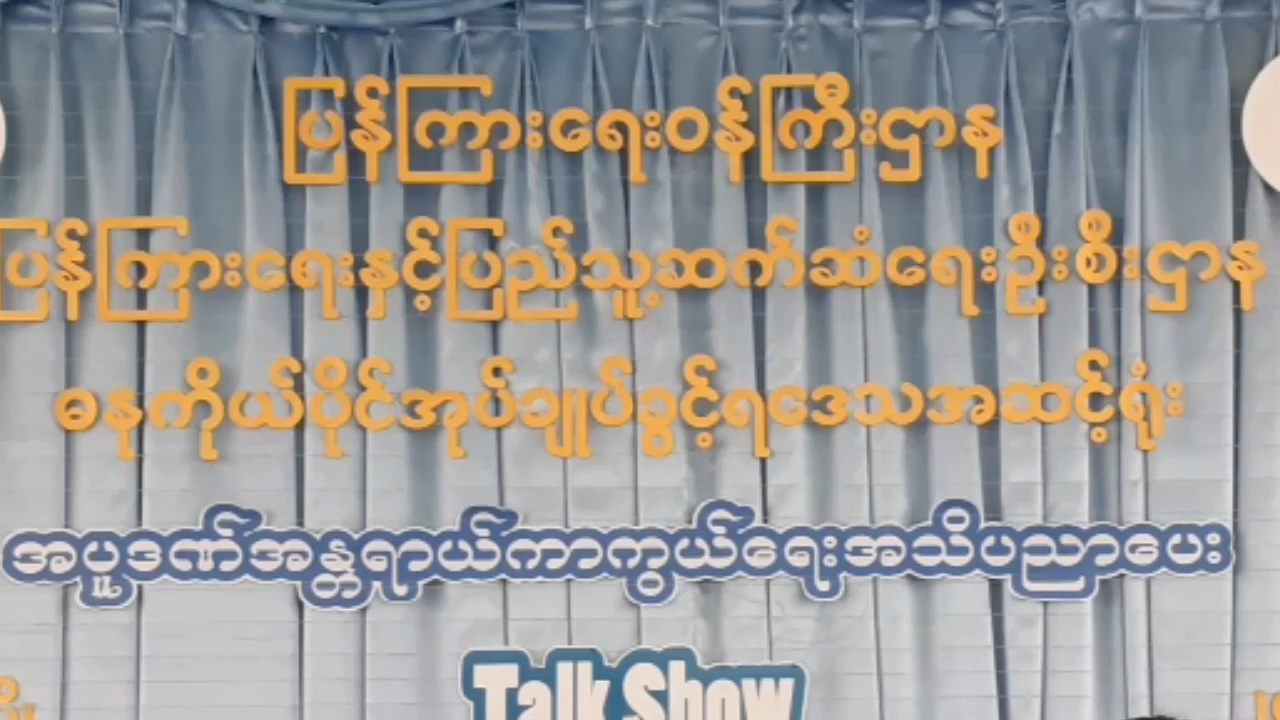 ပြန်ကြားရေးဝန်ကြီးဌာန
ပြန်ကြားရေးနှင့်ပြည်သူ့ဆက်ဆံရေးဦးစီးဌာန
ဓနုကိုယ်ပိုင်အုပ်ချုပ်ခွင့်ရဒေသအဆင့်ရုံး
အပူဒဏ်အန္တရာယ်ကာကွယ်ရေးအသိပညာပေး
Talk Show